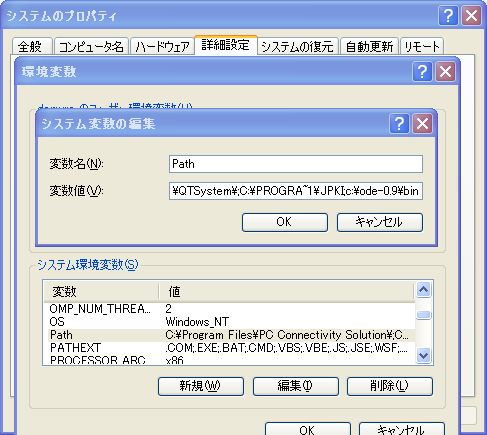 システムのプロパティ
全般 コンピュータ名 ハードウェア 詳細設定 システムの復元 自動更新 リモート
環境変数
のユーザー環境変数(U)
システム変数の編集
変数名(N): Path
変数値(V): ¥QTSystem¥;C:¥PROGRA~1¥JPKI;c:¥ode-0.9¥bin
OK キャンセル
システム環境変数(S)
変数 値
OMP_NUM_THREA... 2
OS Windows_NT
Path C:¥Program Files¥PC Connectivity Solution¥;C...
PATHEXT .COM;.EXE;.BAT;.CMD;.VBS;.VBE;.JS;.JSE;.WSF;....
PROCESSOR_ARC... x86
新規(W) 編集(I) 削除(L)
OK キャンセル